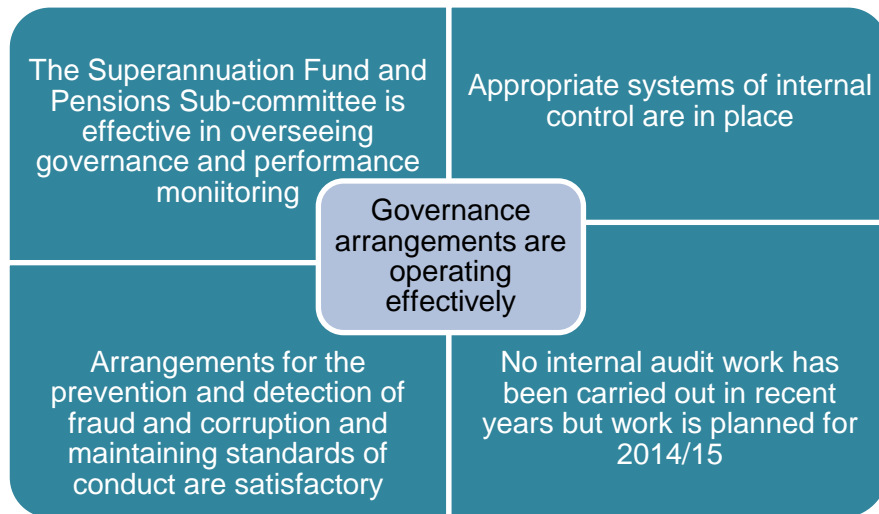 The Superannuation Fund and
Pensions Sub-committee is
effective in overseeing
governance and performance
moniitoring
Appropriate systems of internal
control are in place
Governance
arrangements are
operating
effectively
Arrangements for the
prevention and detection of
fraud and corruption and
maintaining standards of
conduct are satisfactory
No internal audit work has
been carried out in recent
years but work is planned for
2014/15